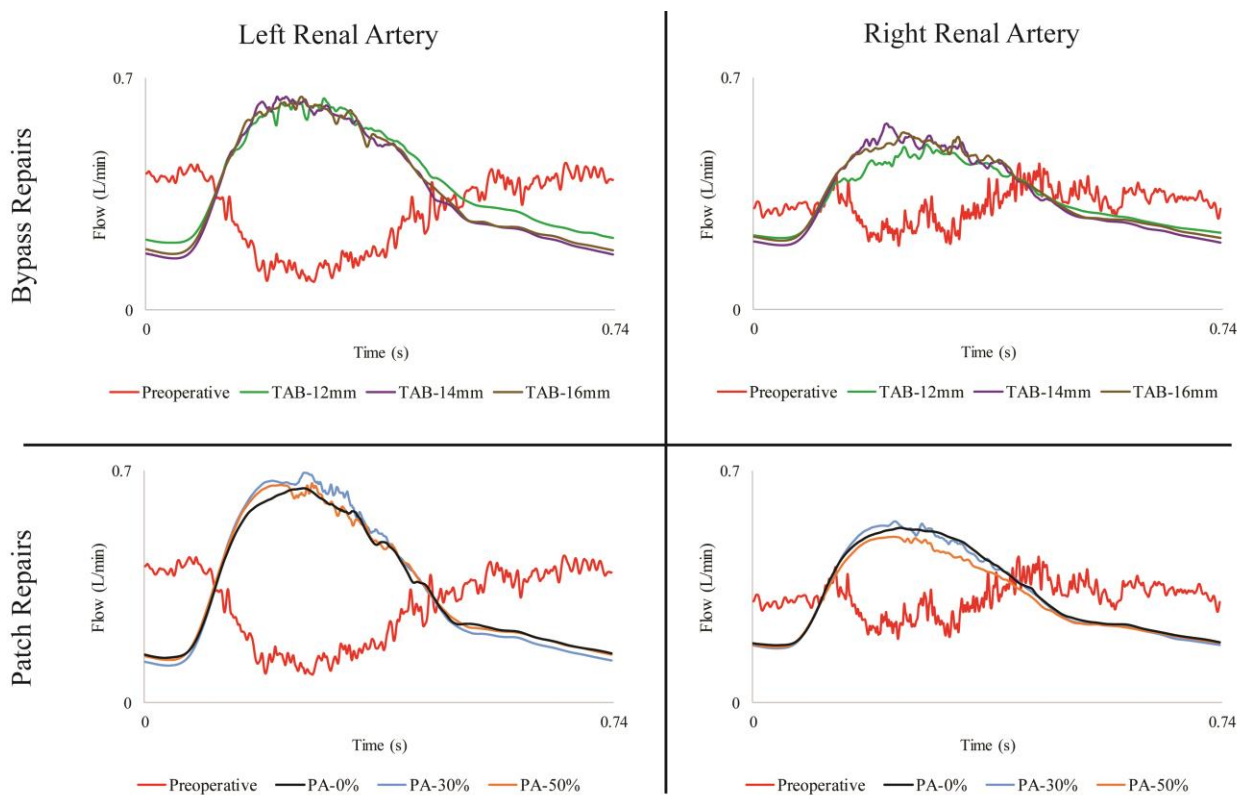 Left Renal Artery
Right Renal Artery
Bypass Repairs
0.7
Flow (L/min)
0
0
0.74
Time (s)
Preoperative TAB-12mm TAB-14mm TAB-16mm
0.7
Flow (L/min)
0
0
0.74
Time (s)
Preoperative TAB-12mm TAB-14mm TAB-16mm
Patch Repairs
0.7
Flow (L/min)
0
0
0.74
Time (s)
Preoperative PA-0% PA-30% PA-50%
0.7
Flow (L/min)
0
0
0.74
Time (s)
Preoperative PA-0% PA-30% PA-50%